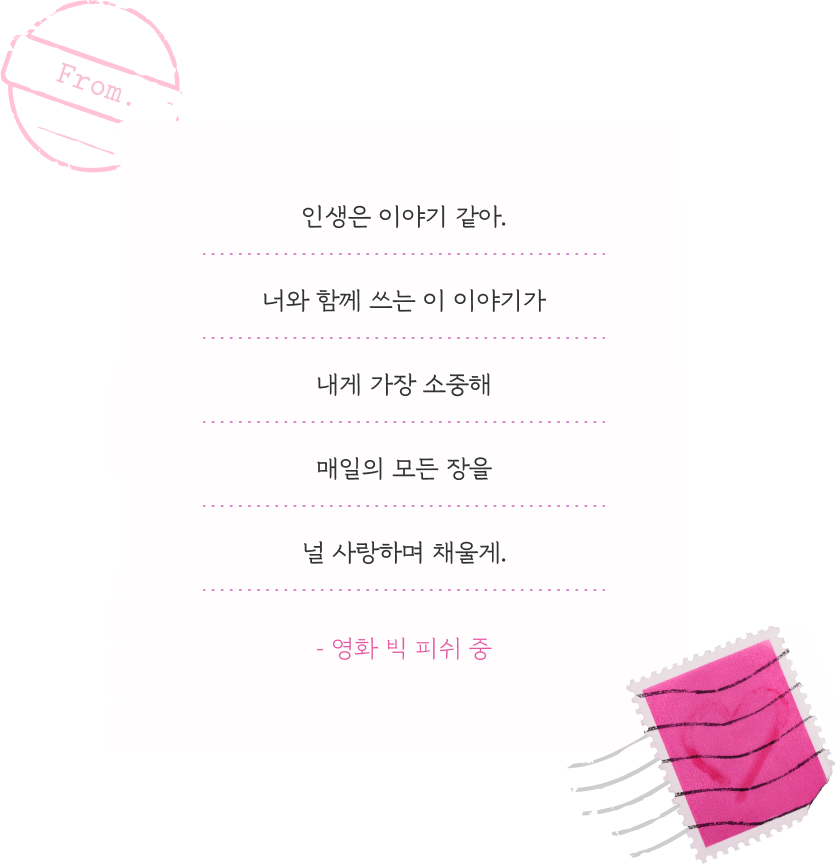 From.
인생은 이야기 같아.
너와 함께 쓰는 이 이야기가
내게 가장 소중해
매일의 모든 장을
널 사랑하며 채울게.
- 영화 빅 피쉬 중